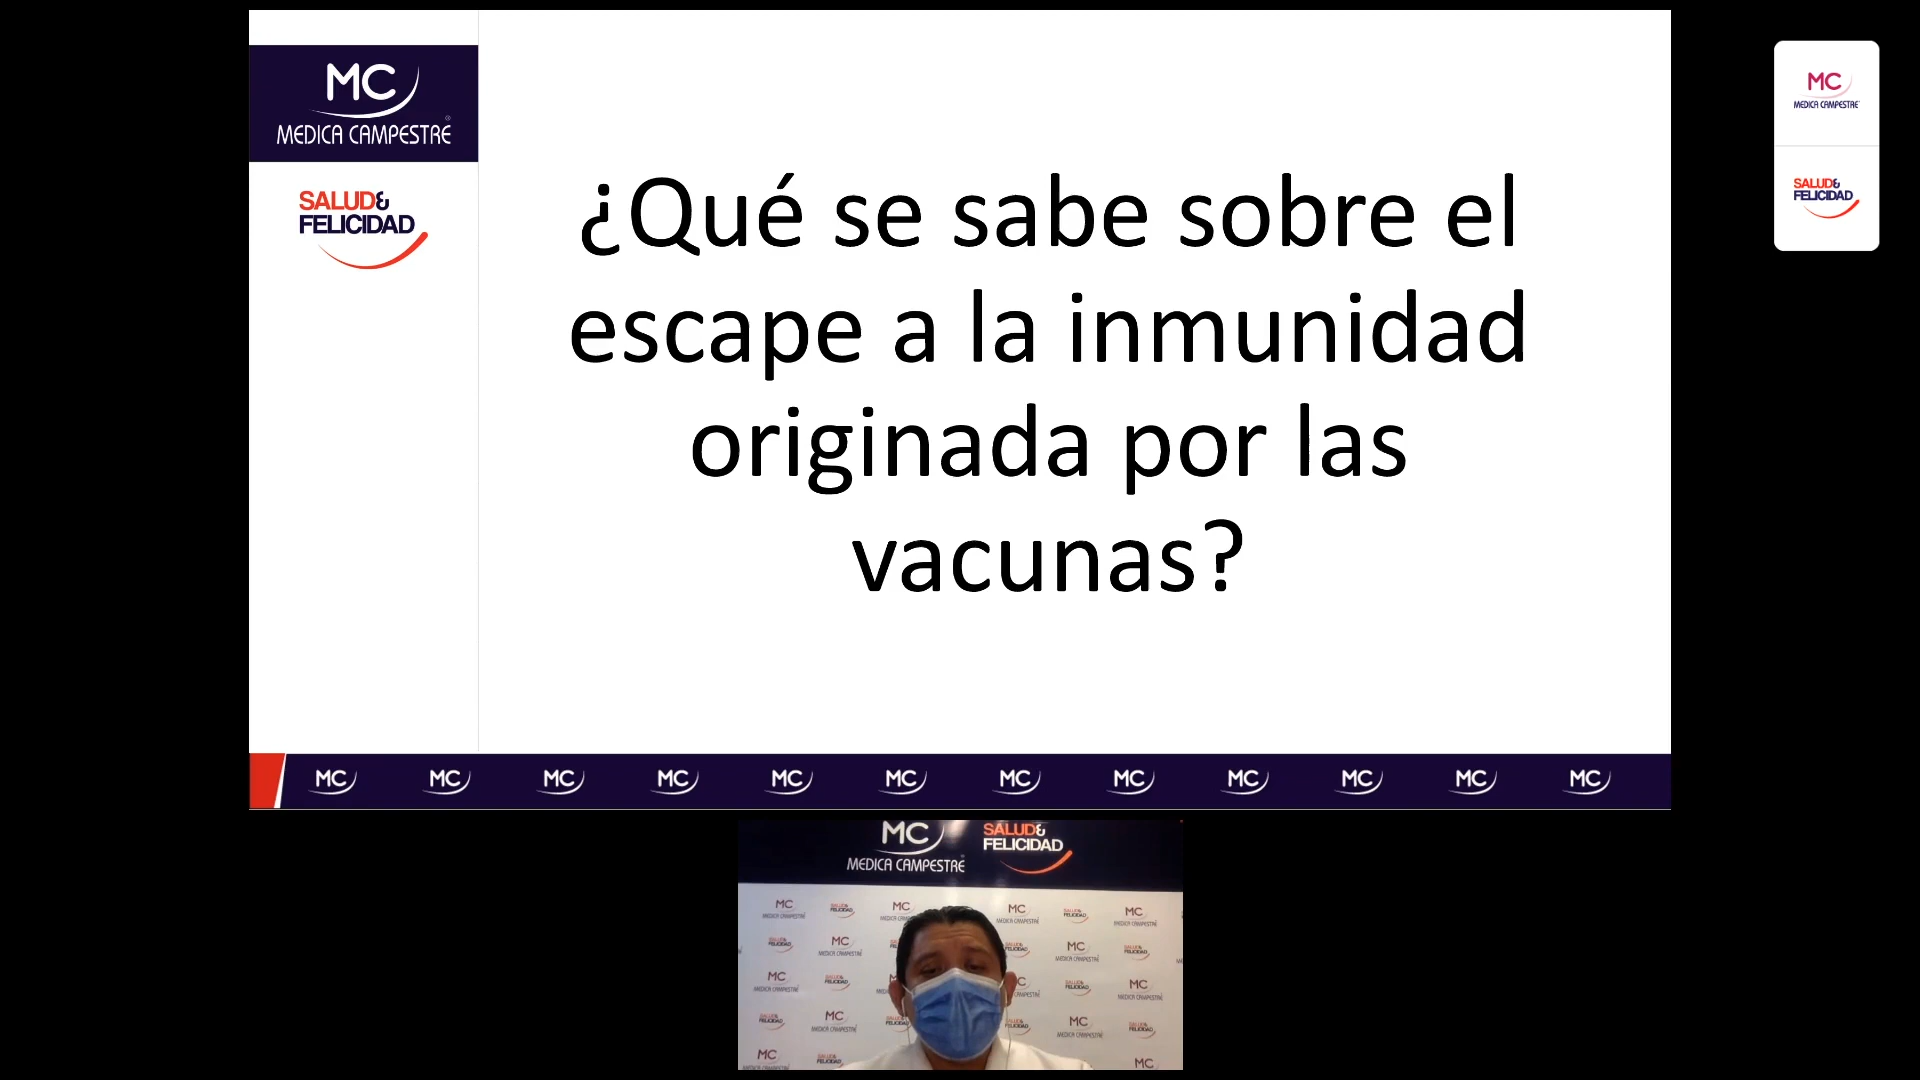 MC
MEDICA CAMPESTRE
SALUD&
FELICIDAD
¿Qué se sabe sobre el
escape a la inmunidad
originada por las
vacunas?
MC MC MC MC MC MC MC MC MC MC MC MC
MC
MEDICA CAMPESTRE
SALUD&
FELICIDAD
MC
MEDICA CAMPESTRE
SALUD&
FELICIDAD